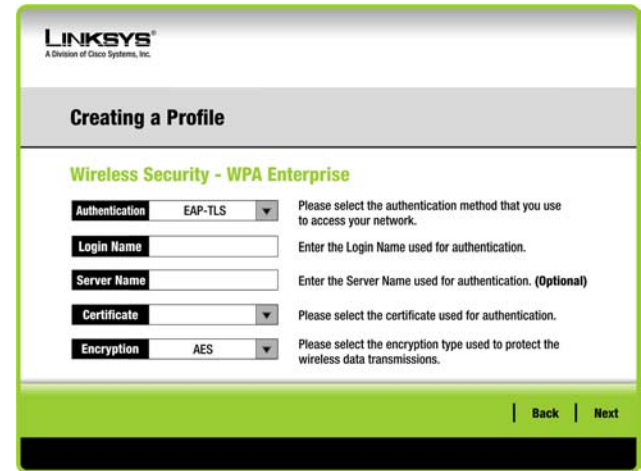 LINKSYS®
A Division of Cisco Systems, Inc.
Creating a Profile
Wireless Security - WPA Enterprise
Authentication EAP-TLS Please select the authentication method that you use
to access your network.
Login Name Enter the Login Name used for authentication.
Server Name Enter the Server Name used for authentication. (Optional)
Certificate Please select the certificate used for authentication.
Encryption AES Please select the encryption type used to protect the
wireless data transmissions.
Back Next